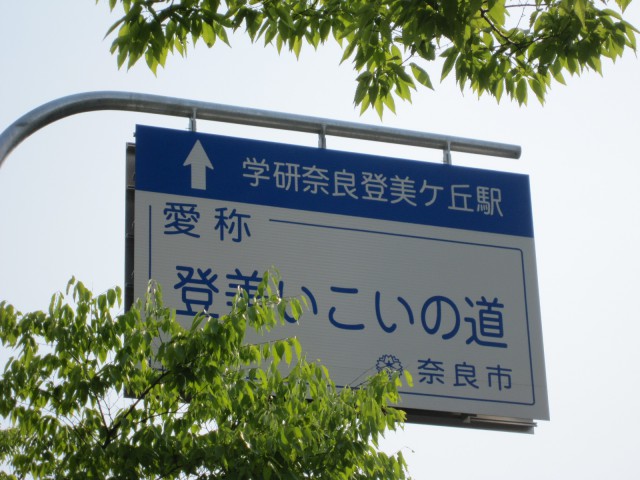 学研奈良登美ケ丘駅
愛称
登美いこいの道
奈良市